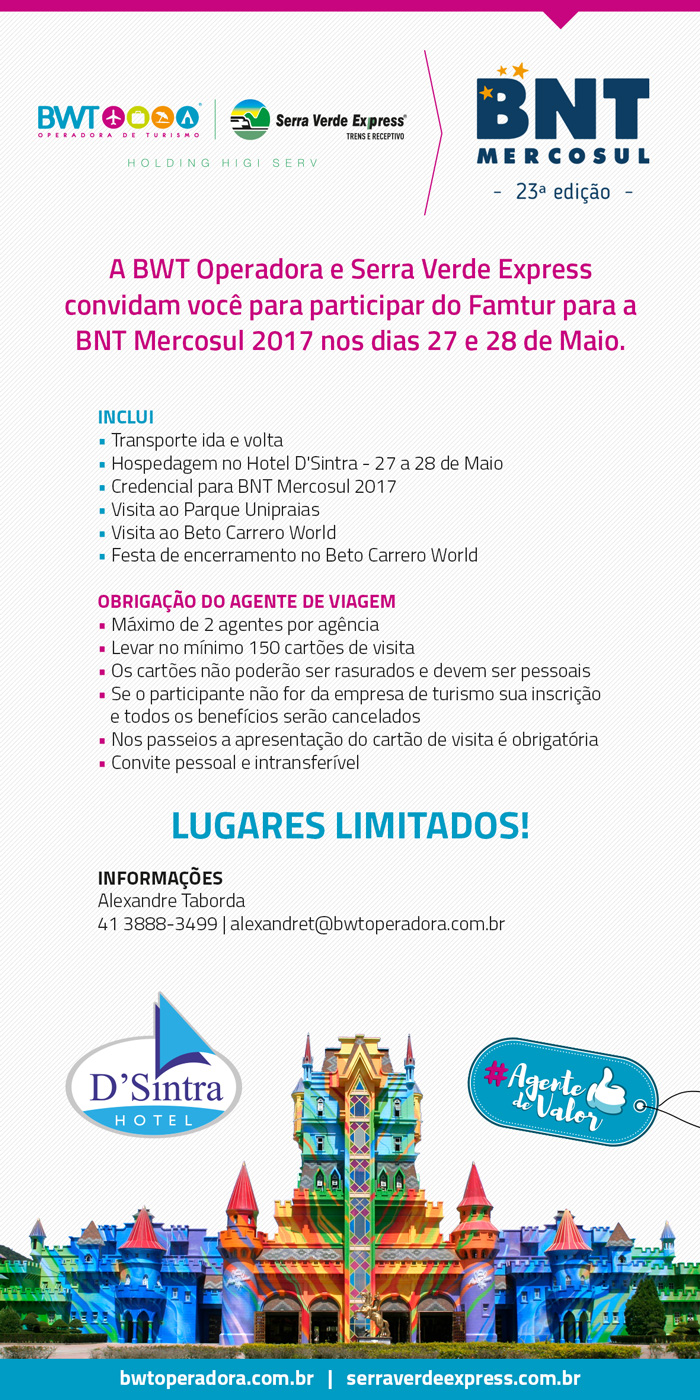 BWT
OPERADORA DE TURISMO
Serra Verde Express
TRENS E RECEPTIVO
HOLDING HIGI SERV
BNT
MERCOSUL
- 23ª edição -
A BWT Operadora e Serra Verde Express
convidam você para participar do Famtur para a
BNT Mercosul 2017 nos dias 27 e 28 de Maio.
INCLUI
▪ Transporte ida e volta
▪ Hospedagem no Hotel D'Sintra - 27 a 28 de Maio
▪ Credencial para BNT Mercosul 2017
▪ Visita ao Parque Unipraias
▪ Visita ao Beto Carrero World
▪ Festa de encerramento no Beto Carrero World
OBRIGAÇÃO DO AGENTE DE VIAGEM
▪ Máximo de 2 agentes por agência
▪ Levar no mínimo 150 cartões de visita
▪ Os cartões não poderão ser rasurados e devem ser pessoais
▪ Se o participante não for da empresa de turismo sua inscrição
e todos os benefícios serão cancelados
▪ Nos passeios a apresentação do cartão de visita é obrigatória
▪ Convite pessoal e intransferível
LUGARES LIMITADOS!
INFORMAÇÕES
Alexandre Taborda
41 3888-3499 | alexandret@bwtoperadora.com.br
D'Sintra
HOTEL
#Agente
de Valor
bwtoperadora.com.br | serraverdeexpress.com.br